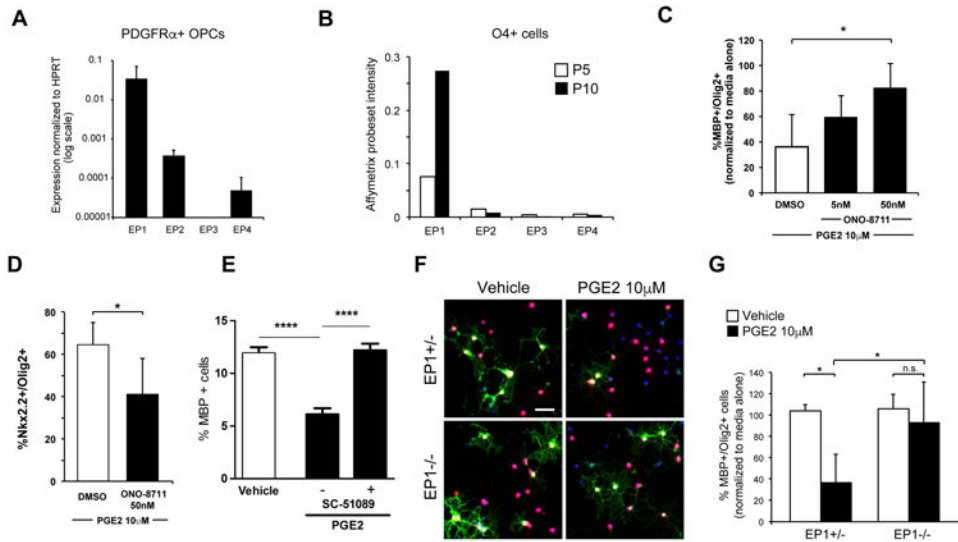 A
PDGFRα+ OPCs
Expression normalized to HPRT
(log scale)
0.1
0.01
0.001
0.0001
0.00001
EP1 EP2 EP3 EP4
B
O4+ cells
Affymetrix probeset intensity
0.3
0.2
0.1
0
P5
P10
EP1 EP2 EP3 EP4
C
%MBP+/Olig2+
(normalized to media alone)
120
100
80
60
40
20
0
*
DMSO 5nM 50nM
ONO-8711
PGE2 10μM
D
%Nkx2.2+/Olig2+
80
60
40
20
0
*
DMSO ONO-8711
50nM
PGE2 10μM
E
% MBP + cells
15
10
5
0
**** ****
Vehicle - +
SC-51089
PGE2
F
Vehicle PGE2 10μM
EP1+/-
EP1-/-
G
Vehicle
PGE2 10μM
% MBP+/Olig2+ cells
(normalized to media alone)
140
120
100
80
60
40
20
0
*
* n.s.
EP1+/- EP1-/-